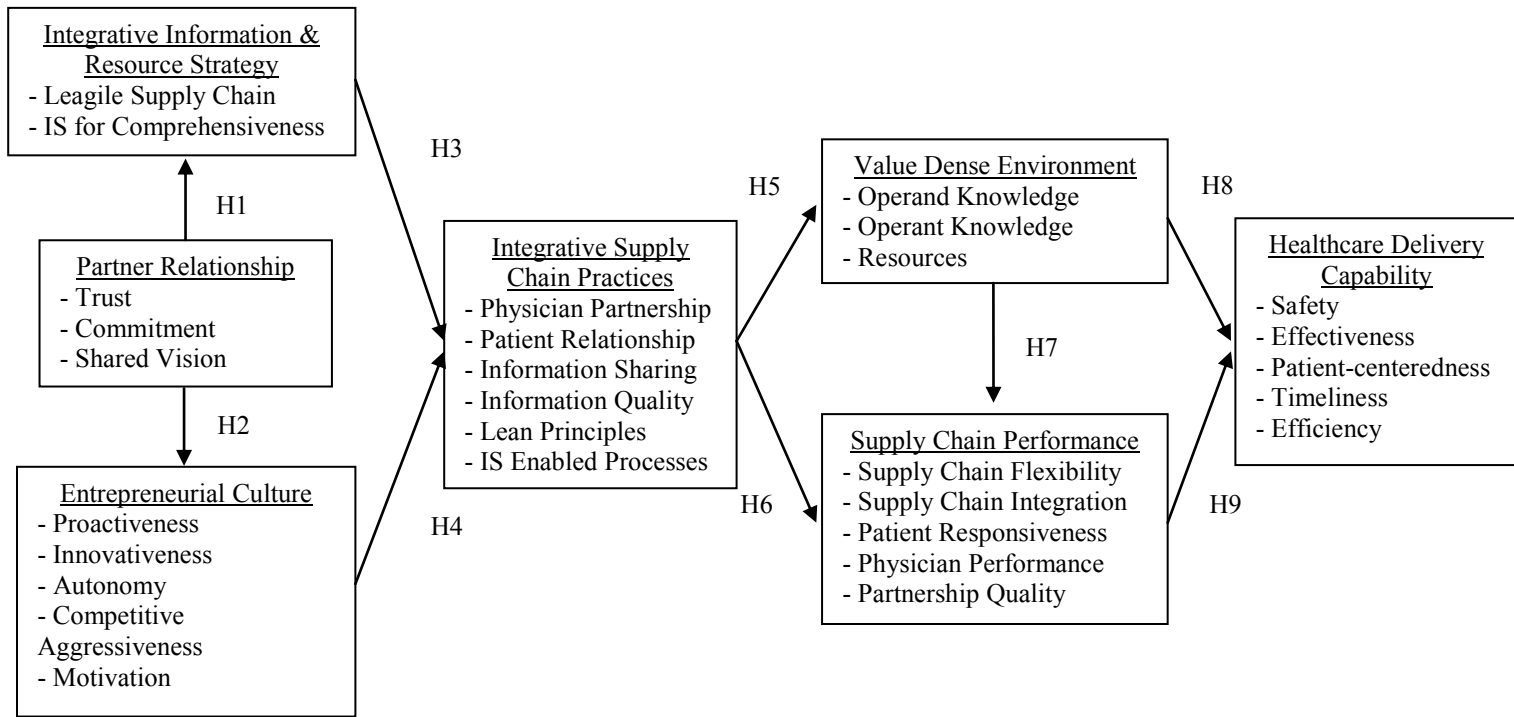 Integrative Information &
Resource Strategy
- Leagile Supply Chain
- IS for Comprehensiveness
H1
Partner Relationship
- Trust
- Commitment
- Shared Vision
H2
Entrepreneurial Culture
- Proactiveness
- Innovativeness
- Autonomy
- Competitive
Aggressiveness
- Motivation
H3
H4
Integrative Supply
Chain Practices
- Physician Partnership
- Patient Relationship
- Information Sharing
- Information Quality
- Lean Principles
- IS Enabled Processes
H5
H6
Value Dense Environment
- Operand Knowledge
- Operant Knowledge
- Resources
H7
Supply Chain Performance
- Supply Chain Flexibility
- Supply Chain Integration
- Patient Responsiveness
- Physician Performance
- Partnership Quality
H8
H9
Healthcare Delivery
Capability
- Safety
- Effectiveness
- Patient-centeredness
- Timeliness
- Efficiency